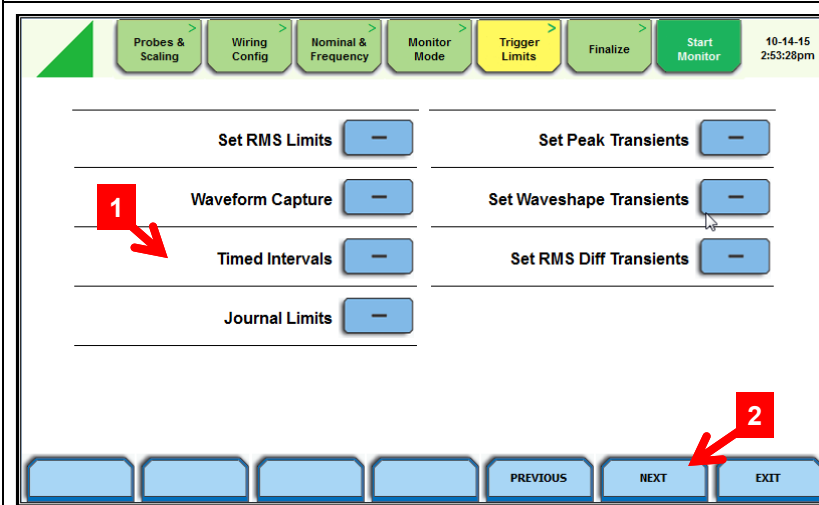 > > > > > >
Probes & Wiring Nominal & Monitor Trigger Finalize Start 10-14-15
Scaling Config Frequency Mode Limits Monitor 2:53:28pm
Set RMS Limits − Set Peak Transients −
1 Waveform Capture − Set Waveshape Transients −
Timed Intervals − Set RMS Diff Transients −
Journal Limits −
2
PREVIOUS NEXT EXIT